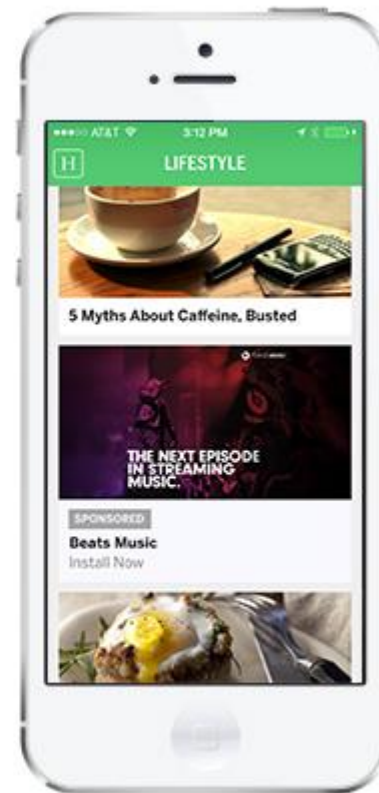 AT&T 3:12 PM
H LIFESTYLE
5 Myths About Caffeine, Busted
THE NEXT EPISODE
IN STREAMING
MUSIC.
SPONSORED
Beats Music
Install Now